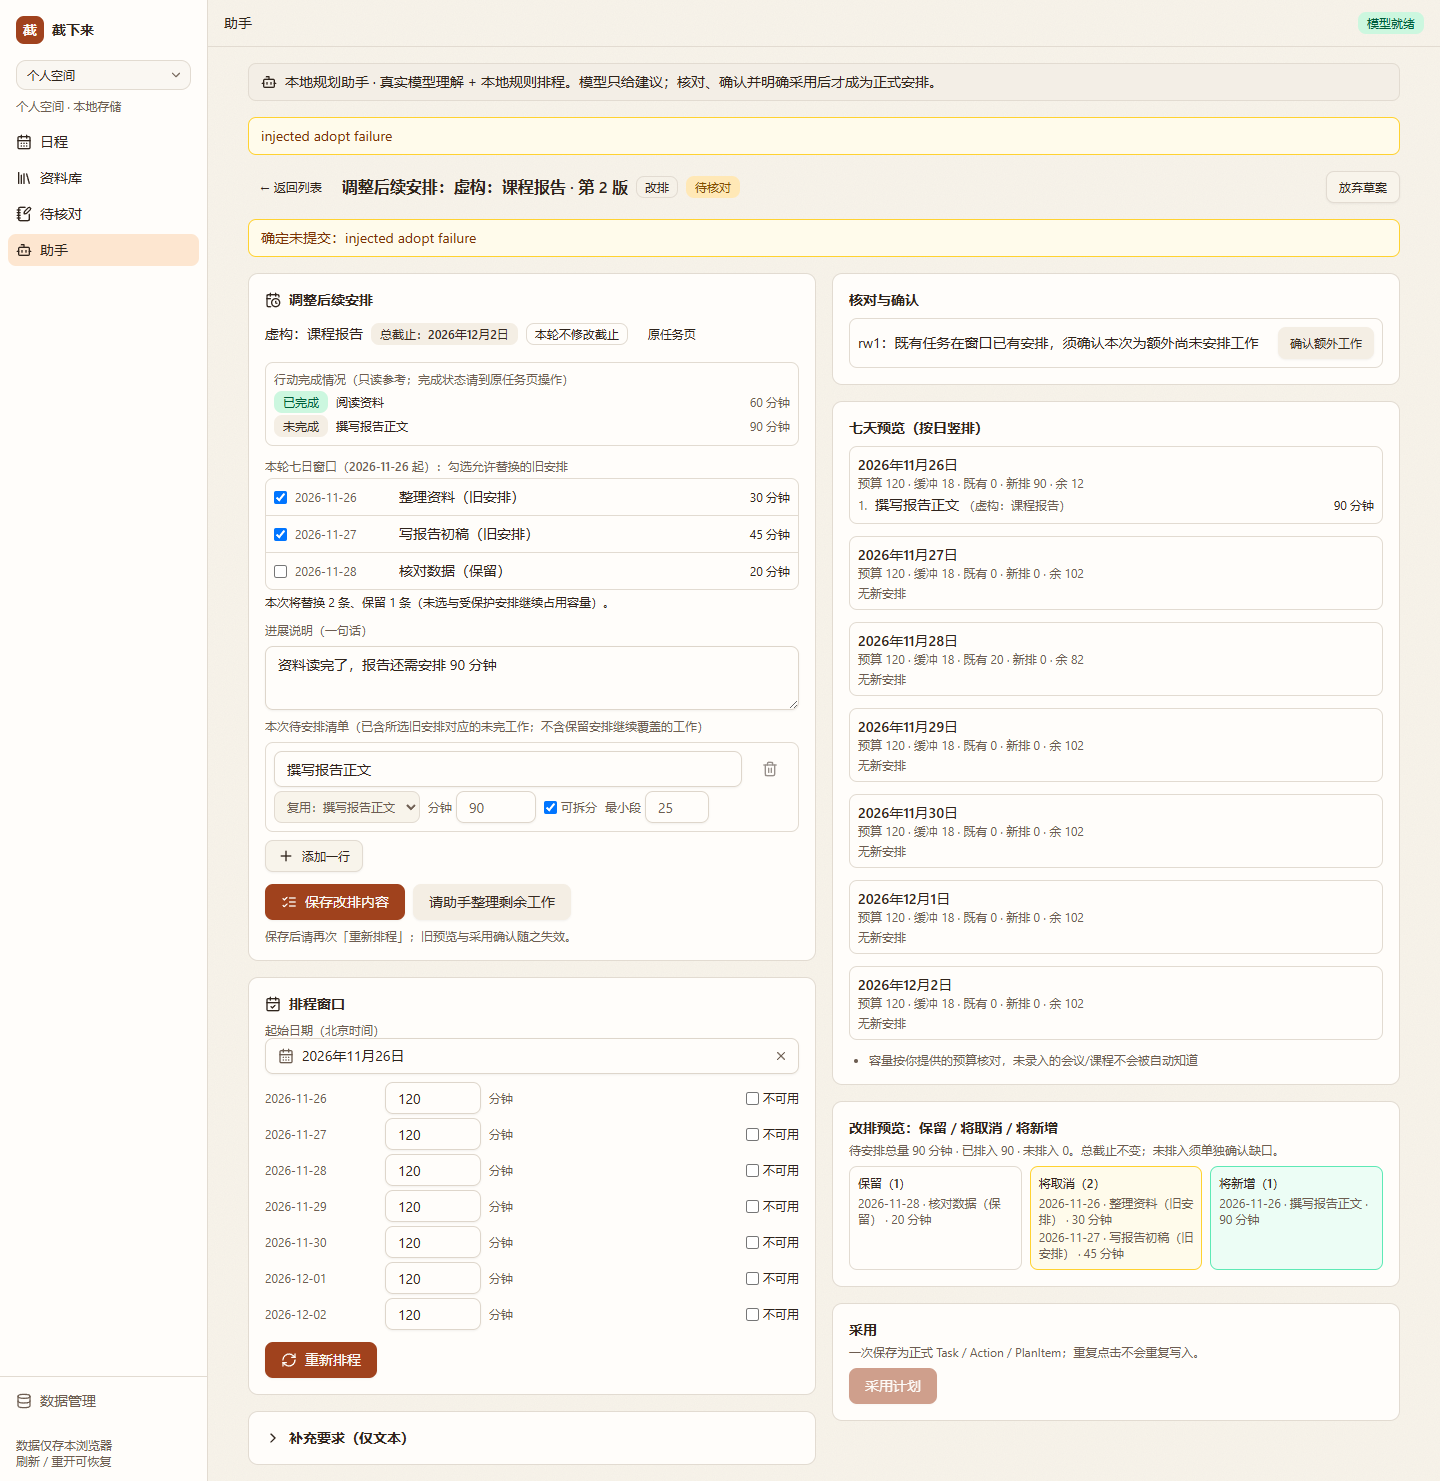 截 截下来
个人空间
个人空间 · 本地存储
日程
资料库
待核对
助手
数据管理
数据仅存本浏览器
刷新 / 重开可恢复
助手
模型就绪
本地规划助手 · 真实模型理解 + 本地规则排程。模型只给建议；核对、确认并明确采用后才成为正式安排。
injected adopt failure
← 返回列表 调整后续安排：虚构：课程报告 · 第 2 版 改排 待核对 放弃草案
确定未提交：injected adopt failure
调整后续安排
虚构：课程报告 总截止：2026年12月2日 本轮不修改截止 原任务页
行动完成情况（只读参考；完成状态请到原任务页操作）
已完成 阅读资料 60 分钟
未完成 撰写报告正文 90 分钟
本轮七日窗口（2026-11-26 起）：勾选允许替换的旧安排
2026-11-26 整理资料（旧安排） 30 分钟
2026-11-27 写报告初稿（旧安排） 45 分钟
2026-11-28 核对数据（保留） 20 分钟
本次将替换 2 条、保留 1 条（未选与受保护安排继续占用容量）。
进展说明（一句话）
资料读完了，报告还需安排 90 分钟
本次待安排清单（已含所选旧安排对应的未完工作；不含保留安排继续覆盖的工作）
撰写报告正文
复用：撰写报告正文 分钟 90 可拆分 最小段 25
添加一行
保存改排内容 请助手整理剩余工作
保存后请再次「重新排程」；旧预览与采用确认随之失效。
排程窗口
起始日期（北京时间）
2026年11月26日
2026-11-26 120 分钟 不可用
2026-11-27 120 分钟 不可用
2026-11-28 120 分钟 不可用
2026-11-29 120 分钟 不可用
2026-11-30 120 分钟 不可用
2026-12-01 120 分钟 不可用
2026-12-02 120 分钟 不可用
重新排程
补充要求（仅文本）
核对与确认
rw1：既有任务在窗口已有安排，须确认本次为额外尚未安排工作 确认额外工作
七天预览（按日竖排）
2026年11月26日
预算 120 · 缓冲 18 · 既有 0 · 新排 90 · 余 12
1. 撰写报告正文 （虚构：课程报告） 90 分钟
2026年11月27日
预算 120 · 缓冲 18 · 既有 0 · 新排 0 · 余 102
无新安排
2026年11月28日
预算 120 · 缓冲 18 · 既有 20 · 新排 0 · 余 82
无新安排
2026年11月29日
预算 120 · 缓冲 18 · 既有 0 · 新排 0 · 余 102
无新安排
2026年11月30日
预算 120 · 缓冲 18 · 既有 0 · 新排 0 · 余 102
无新安排
2026年12月1日
预算 120 · 缓冲 18 · 既有 0 · 新排 0 · 余 102
无新安排
2026年12月2日
预算 120 · 缓冲 18 · 既有 0 · 新排 0 · 余 102
无新安排
容量按你提供的预算核对，未录入的会议/课程不会被自动知道
改排预览：保留 / 将取消 / 将新增
待安排总量 90 分钟 · 已排入 90 · 未排入 0。总截止不变；未排入须单独确认缺口。
保留（1）
2026-11-28 · 核对数据（保
留） · 20 分钟
将取消（2）
2026-11-26 · 整理资料（旧安
排） · 30 分钟
2026-11-27 · 写报告初稿（旧
安排） · 45 分钟
将新增（1）
2026-11-26 · 撰写报告正文 ·
90 分钟
采用
一次保存为正式 Task / Action / PlanItem；重复点击不会重复写入。
采用计划